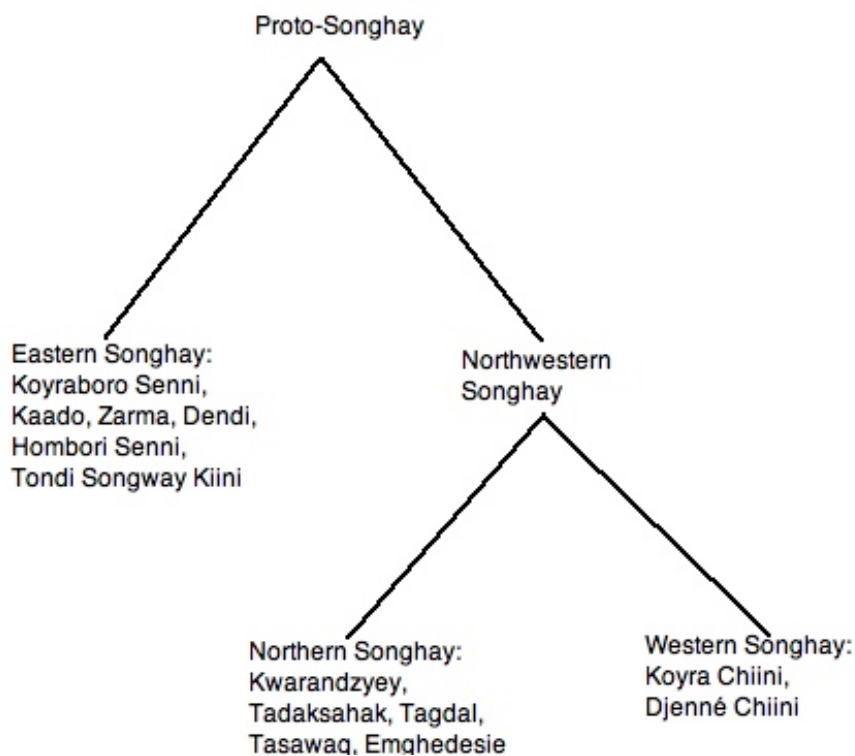 Proto-Songhay
Eastern Songhay:
Koyraboro Senni,
Kaado, Zarma, Dendi,
Hombori Senni,
Tondi Songway Kiini
Northwestern
Songhay
Northern Songhay:
Kwarandzyey,
Tadaksahak, Tagdal,
Tasawaq, Emghedesie
Western Songhay:
Koyra Chiini,
Djenné Chiini